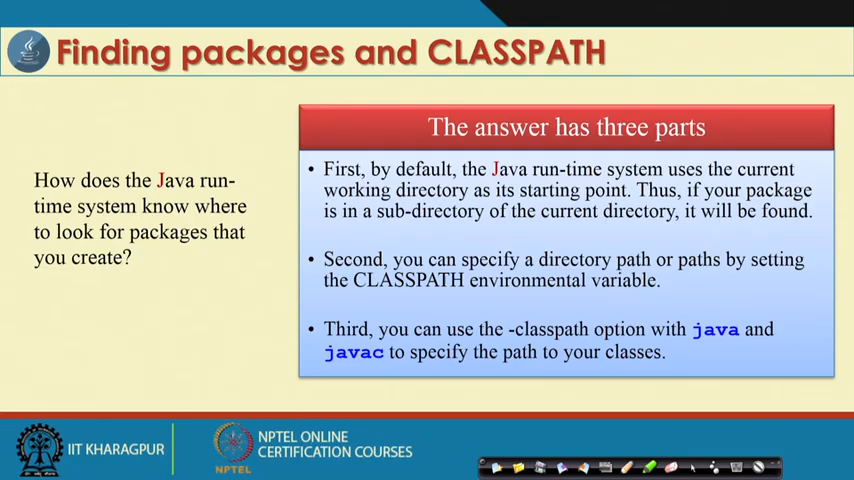 Finding packages and CLASSPATH
How does the Java run-
time system know where
to look for packages that
you create?
The answer has three parts
• First, by default, the Java run-time system uses the current
working directory as its starting point. Thus, if your package
is in a sub-directory of the current directory, it will be found.
• Second, you can specify a directory path or paths by setting
the CLASSPATH environmental variable.
• Third, you can use the -classpath option with java and
javac to specify the path to your classes.
IIT KHARAGPUR
NPTEL
NPTEL ONLINE
CERTIFICATION COURSES